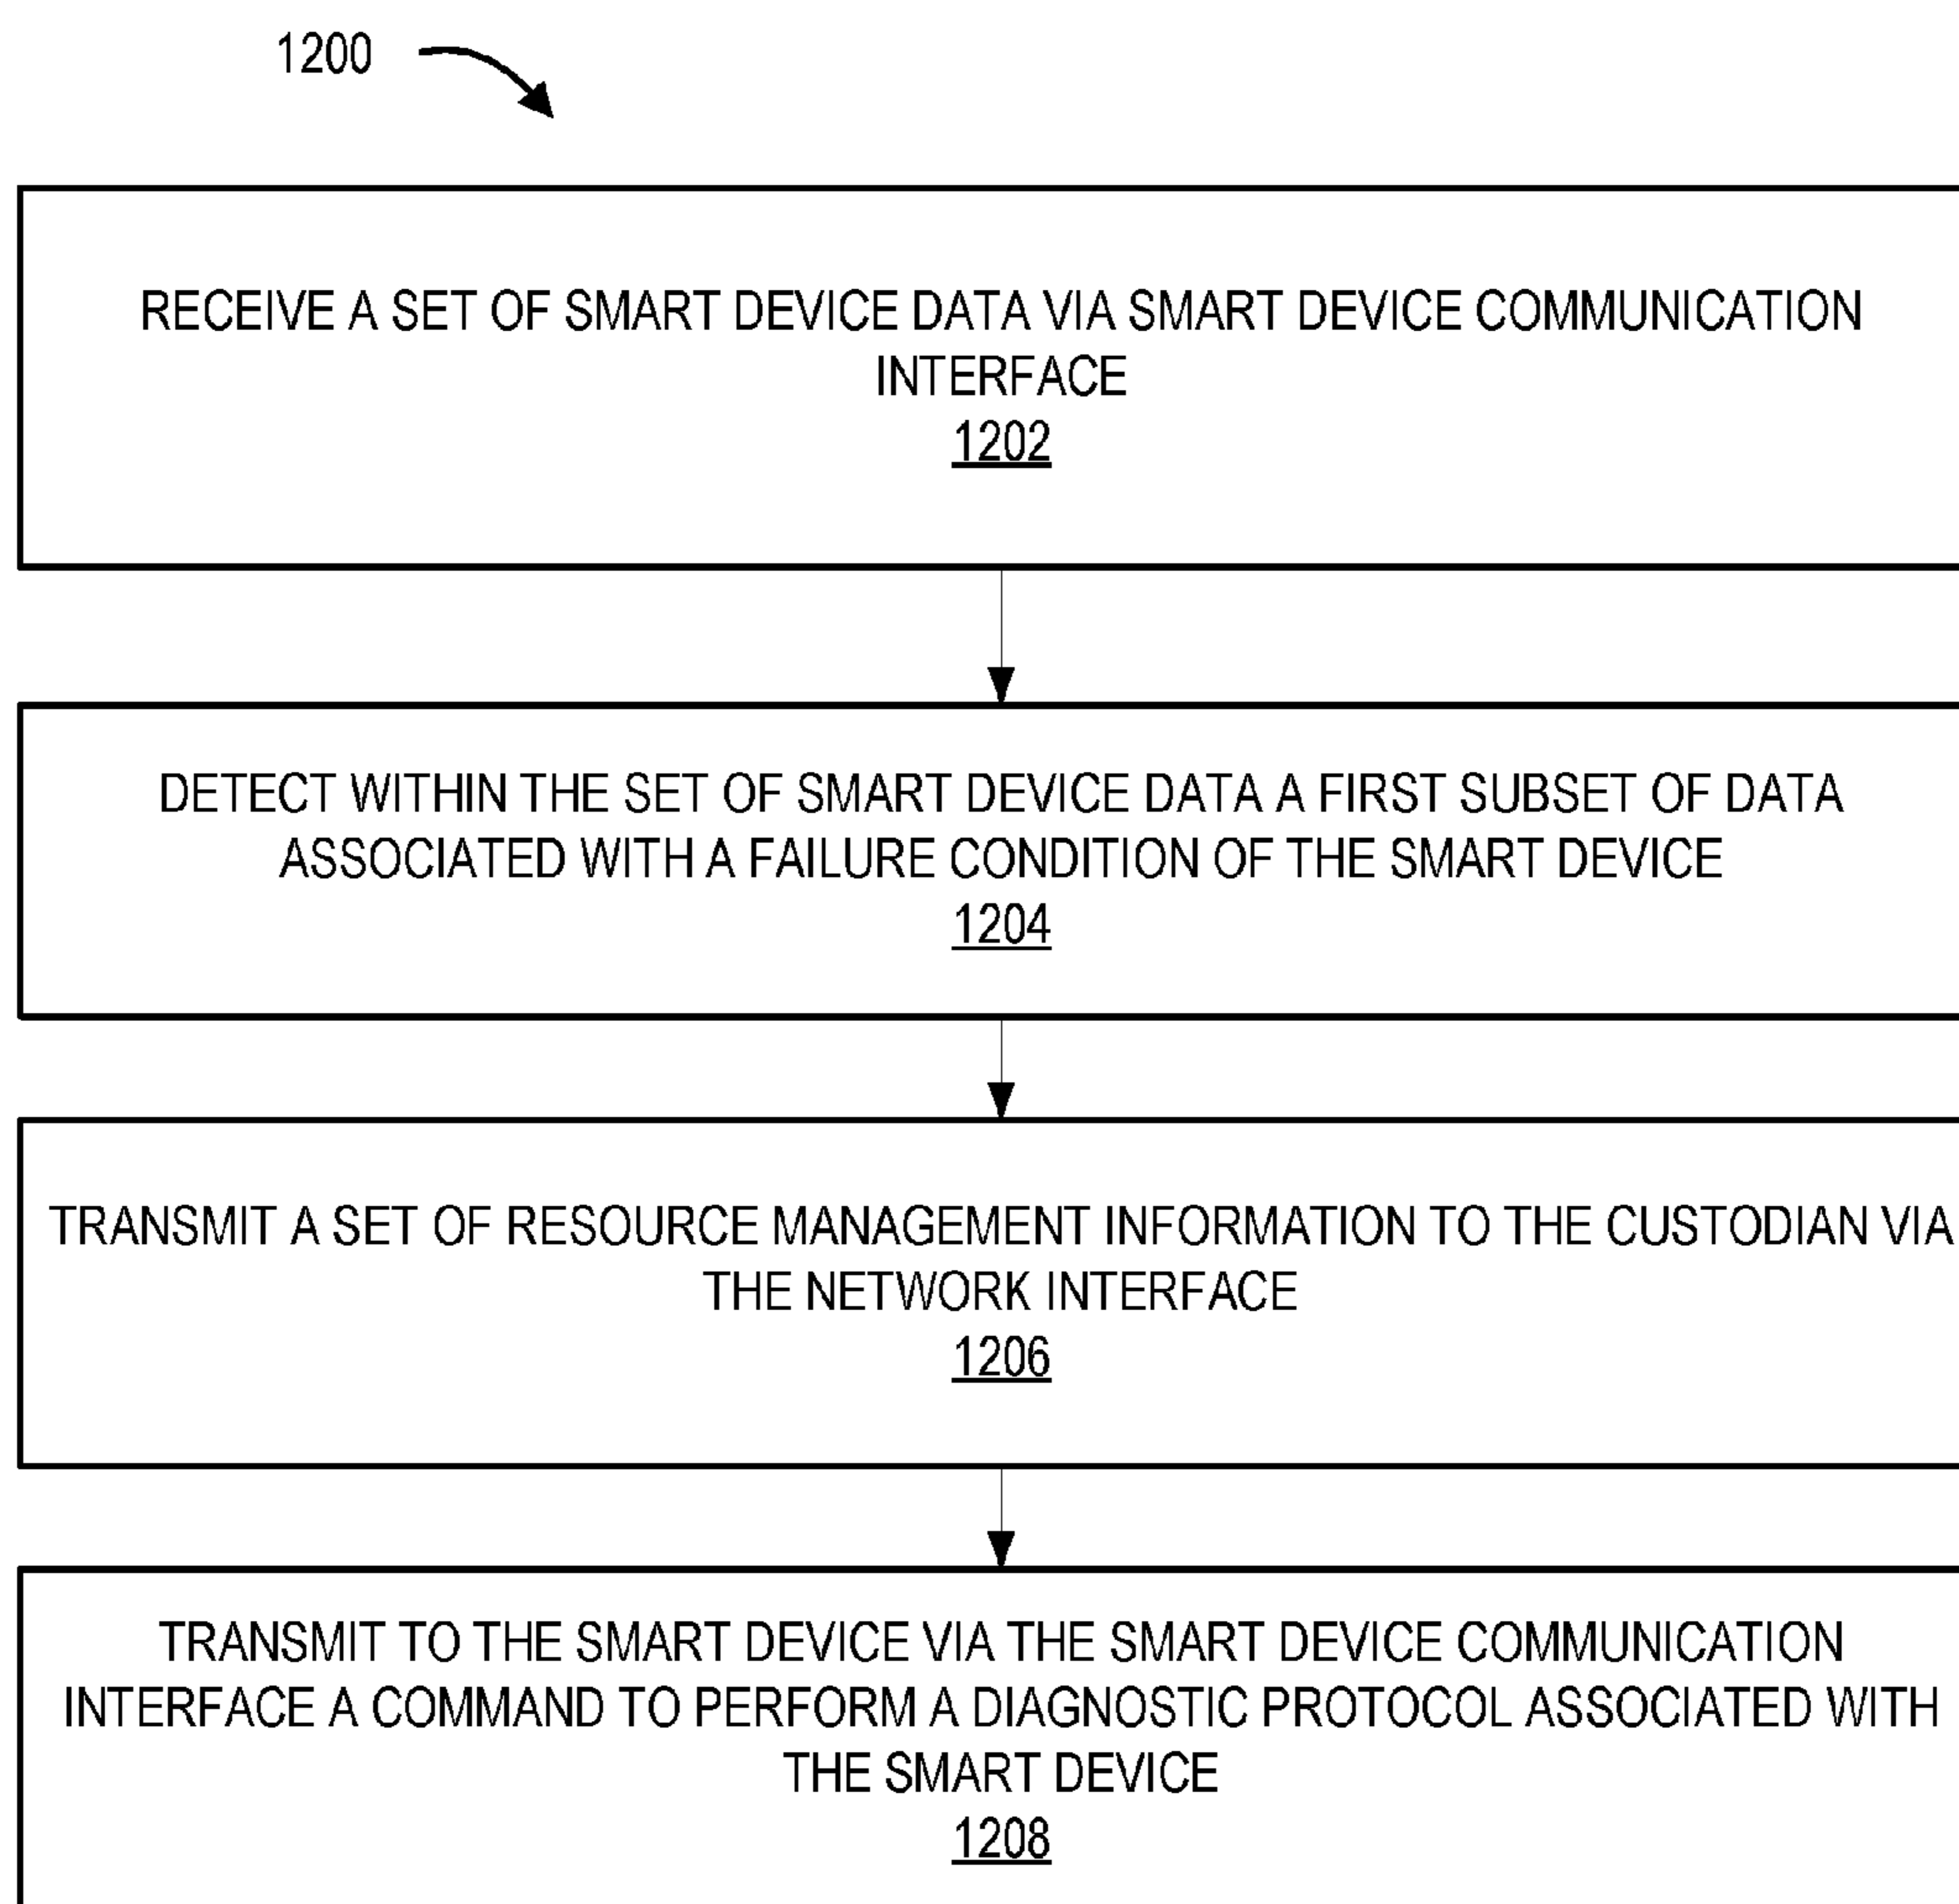 1200
RECEIVE A SET OF SMART DEVICE DATA VIA SMART DEVICE COMMUNICATION
INTERFACE
1202
DETECT WITHIN THE SET OF SMART DEVICE DATA A FIRST SUBSET OF DATA
ASSOCIATED WITH A FAILURE CONDITION OF THE SMART DEVICE
1204
TRANSMIT A SET OF RESOURCE MANAGEMENT INFORMATION TO THE CUSTODIAN VIA
THE NETWORK INTERFACE
1206
TRANSMIT TO THE SMART DEVICE VIA THE SMART DEVICE COMMUNICATION
INTERFACE A COMMAND TO PERFORM A DIAGNOSTIC PROTOCOL ASSOCIATED WITH
THE SMART DEVICE
1208